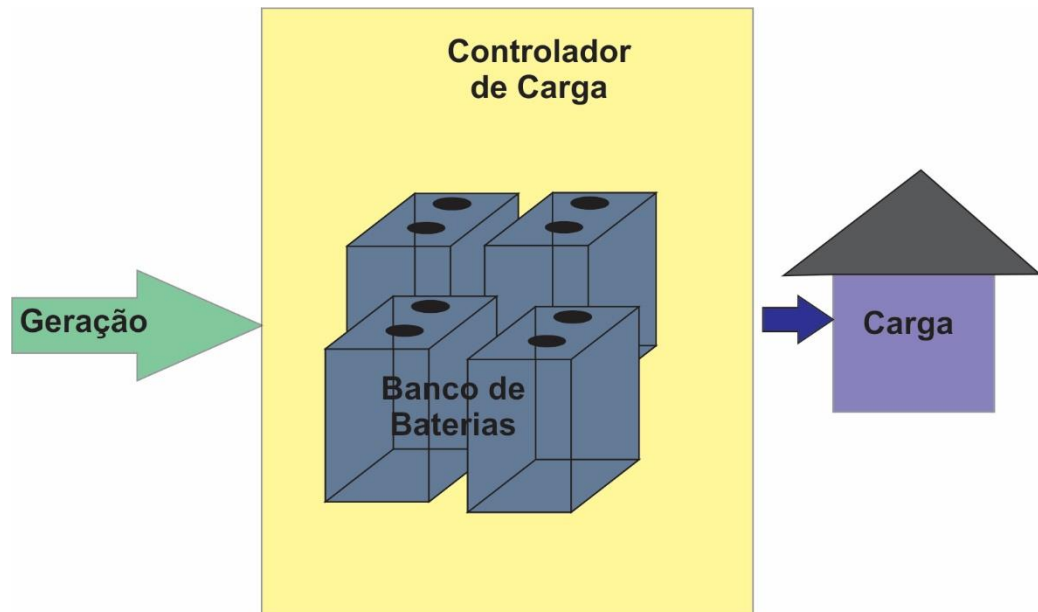 Controlador
de Carga
Geração
Banco de
Baterias
Carga